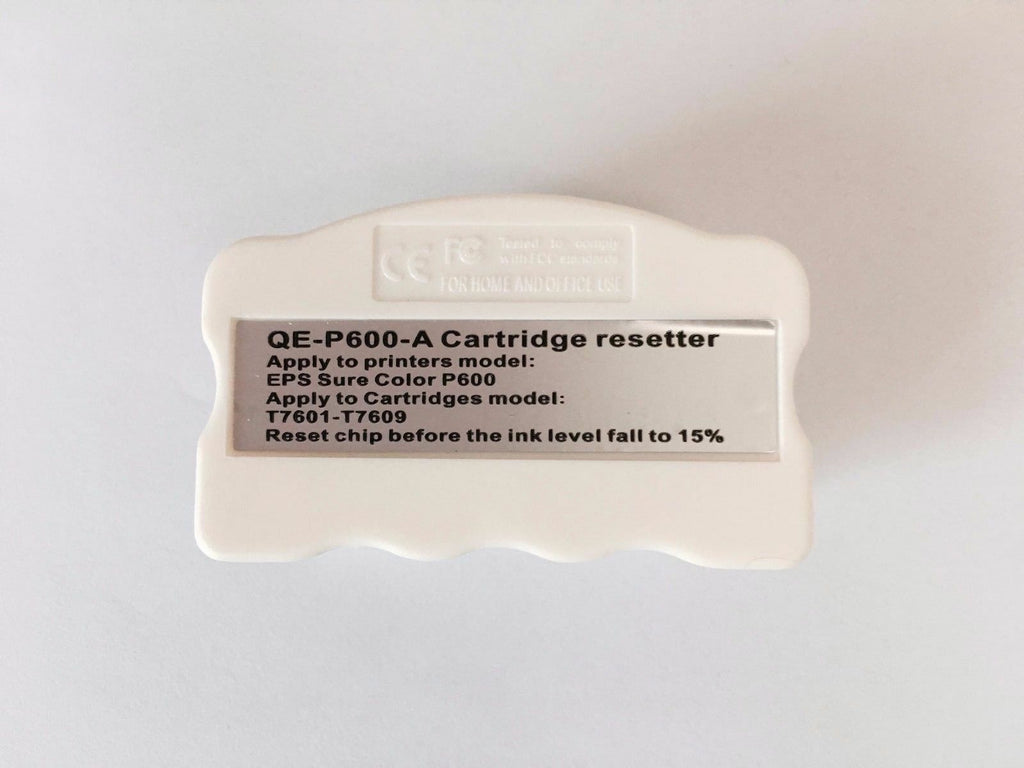 CE FC Tested to comply
with FCC standards
FOR HOME AND OFFICE USE
QE-P600-A Cartridge resetter
Apply to printers model:
EPS Sure Color P600
Apply to Cartridges model:
T7601-T7609
Reset chip before the ink level fall to 15%